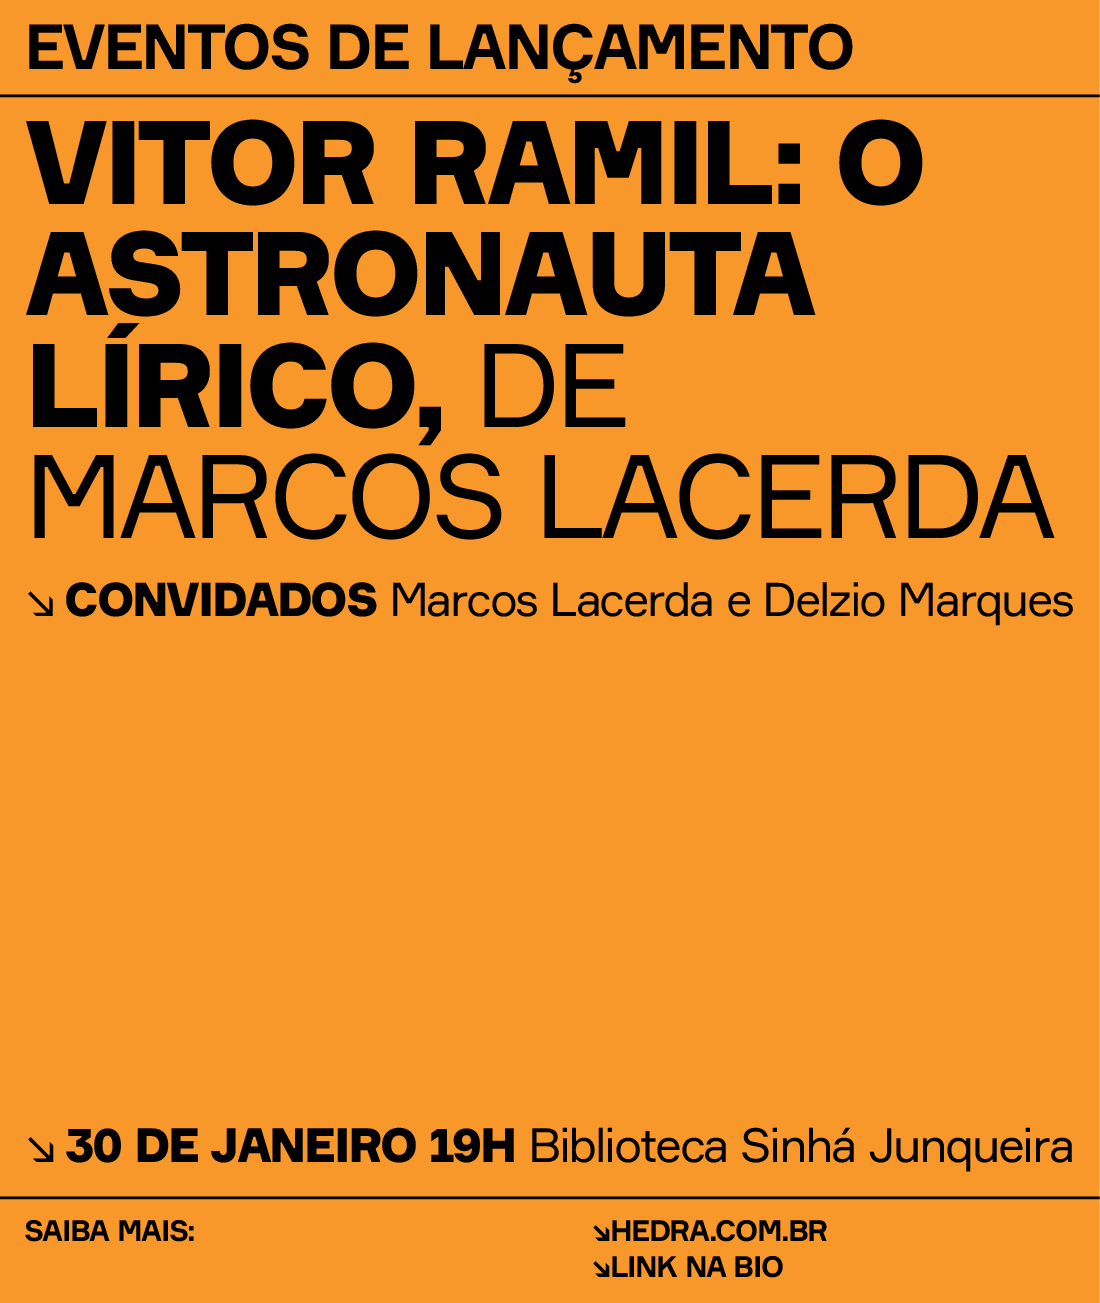 EVENTOS DE LANÇAMENTO
VITOR RAMIL: O
ASTRONAUTA
LÍRICO, DE
MARCOS LACERDA
↘ CONVIDADOS Marcos Lacerda e Delzio Marques
↘ 30 DE JANEIRO 19H Biblioteca Sinhá Junqueira
SAIBA MAIS:
↘HEDRA.COM.BR
↘LINK NA BIO